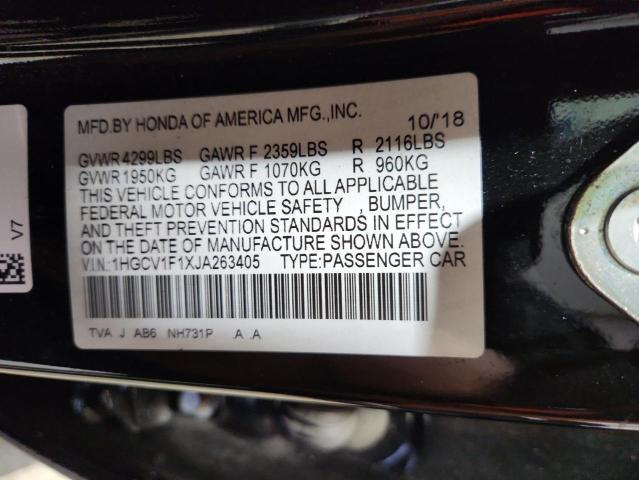 MFD.BY HONDA OF AMERICA MFG.,INC. 10/'18
GVWR 4299LBS GAWR F 2359LBS R 2116LBS
GVWR 1950KG GAWR F 1070KG R 960KG
THIS VEHICLE CONFORMS TO ALL APPLICABLE
FEDERAL MOTOR VEHICLE SAFETY , BUMPER,
AND THEFT PREVENTION STANDARDS IN EFFECT
ON THE DATE OF MANUFACTURE SHOWN ABOVE.
V.I.N.:1HGCV1F1XJA263405 TYPE:PASSENGER CAR
TVA J AB6 NH731P .A .A
V7